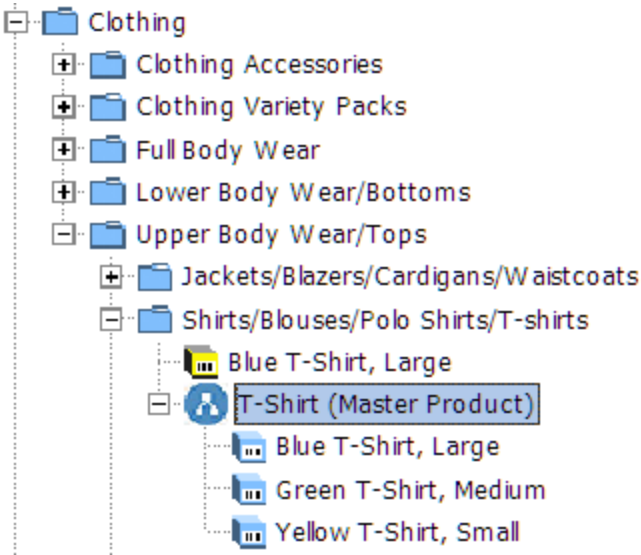 Clothing
Clothing Accessories
Clothing Variety Packs
Full Body Wear
Lower Body Wear/Bottoms
Upper Body Wear/Tops
Jackets/Blazers/Cardigans/Waistcoats
Shirts/Blouses/Polo Shirts/T-shirts
Blue T-Shirt, Large
T-Shirt (Master Product)
Blue T-Shirt, Large
Green T-Shirt, Medium
Yellow T-Shirt, Small